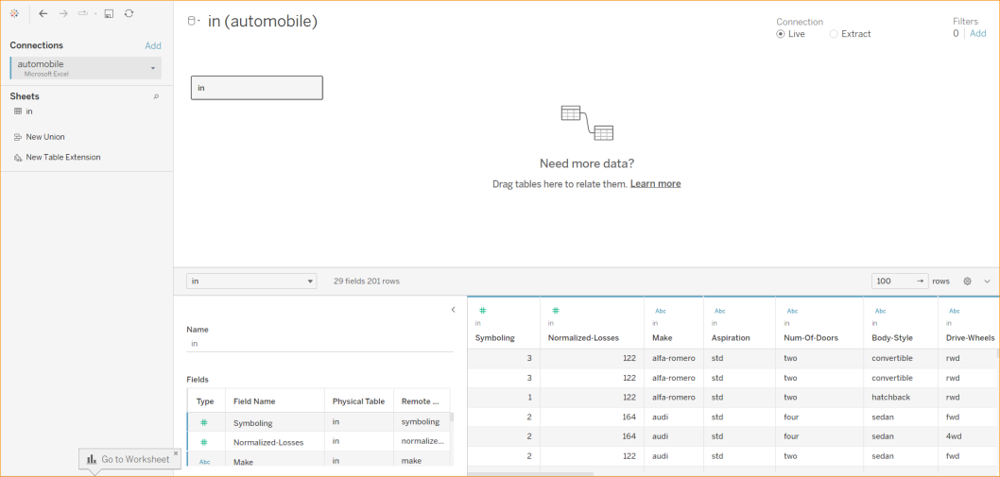 in (automobile)
Connection
Live
Extract
Filters
0 | Add
Connections
Add
automobile
Microsoft Excel
Sheets
in
New Union
New Table Extension
in
Need more data?
Drag tables here to relate them. Learn more
in
29 fields 201 rows
100 → rows
Name
in
Fields
Type Field Name Physical Table Remote ...
# Symboling in symboling
# Normalized-Losses in normalize...
Abc Make in make
# # Abc Abc Abc Abc Abc
in in in in in in in
Symboling Normalized-Losses Make Aspiration Num-Of-Doors Body-Style Drive-Wheels
3 122 alfa-romero std two convertible rwd
3 122 alfa-romero std two convertible rwd
1 122 alfa-romero std two hatchback rwd
2 164 audi std four sedan fwd
2 164 audi std four sedan 4wd
2 122 audi std two sedan fwd
Go to Worksheet ×